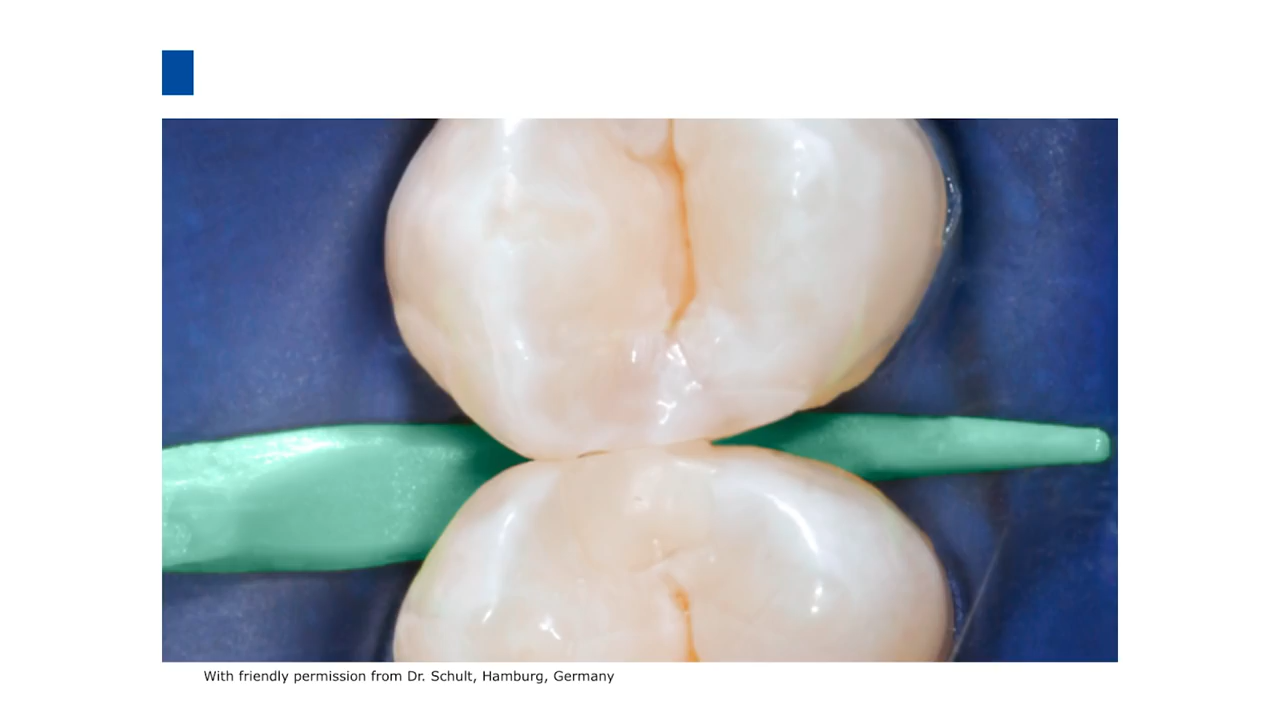 With friendly permission from Dr. Schult, Hamburg, Germany